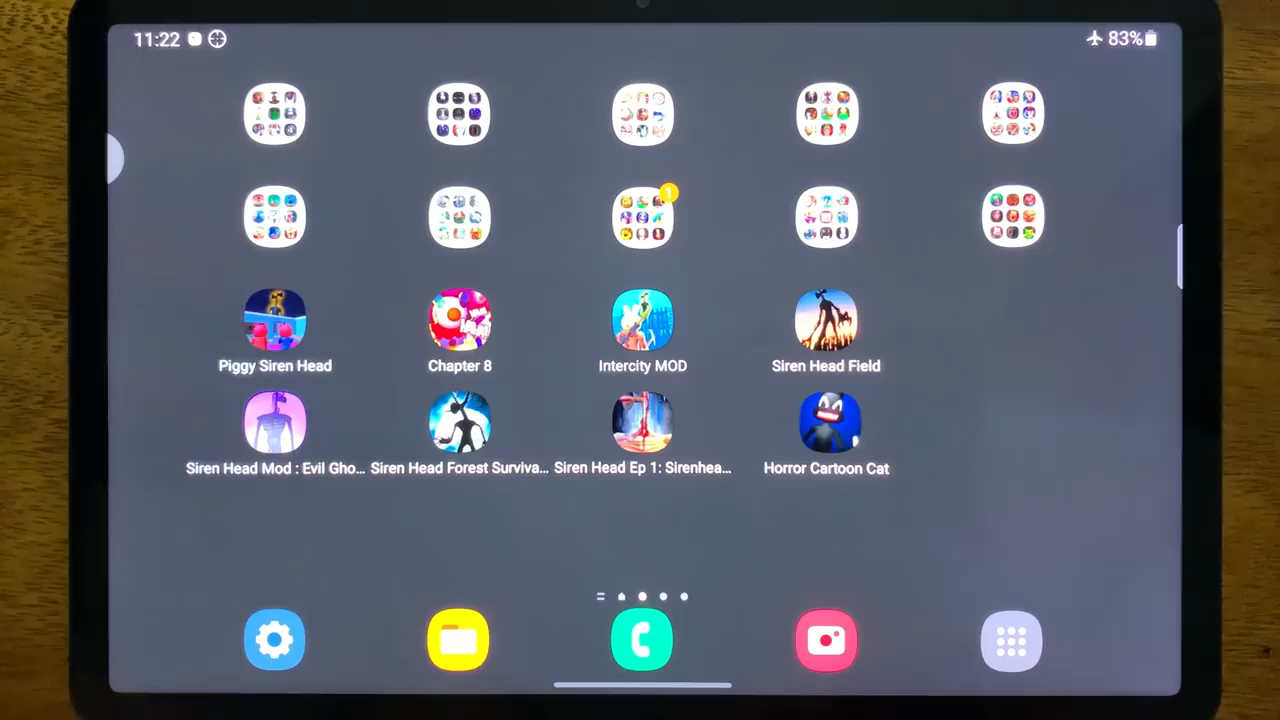 11:22
83%
1
Piggy Siren Head
Chapter 8
Intercity MOD
Siren Head Field
Siren Head Mod : Evil Gho...
Siren Head Forest Surviva...
Siren Head Ep 1: Sirenhea...
Horror Cartoon Cat